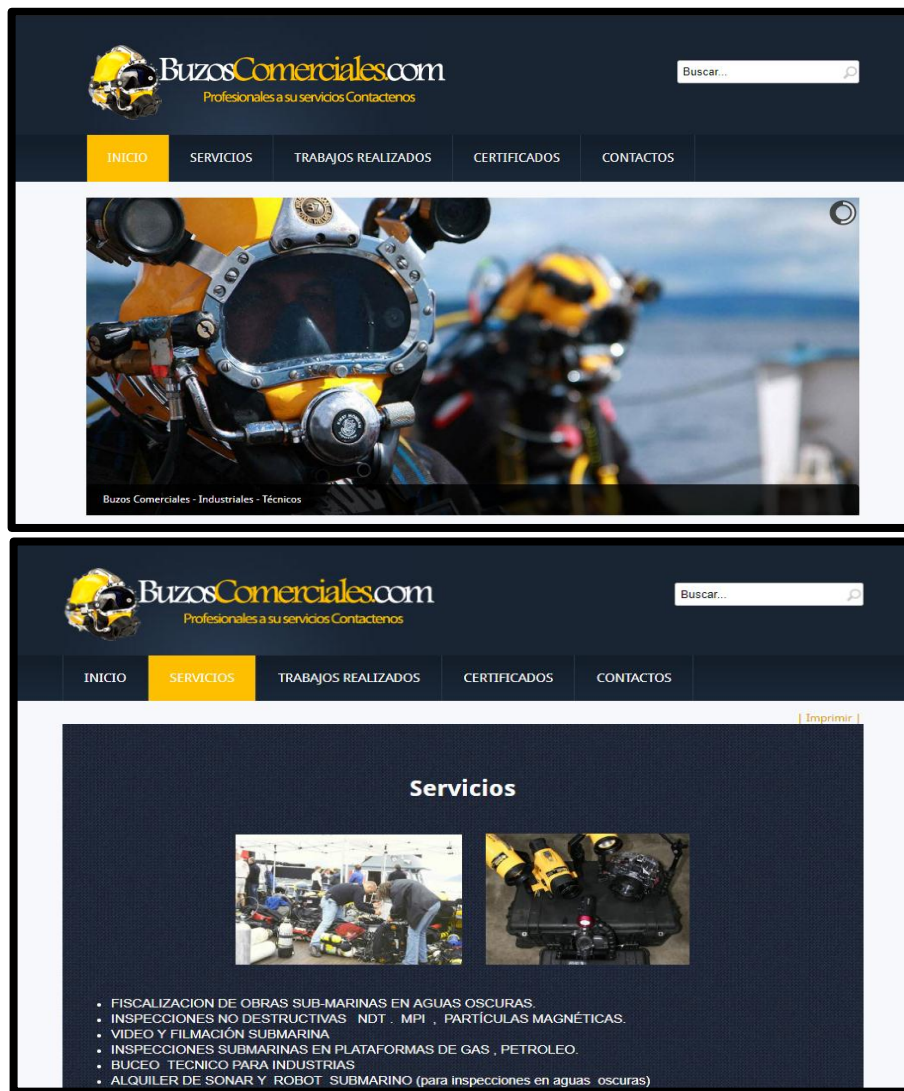 BuzosComerciales.com
Profesionales a su servicios Contactenos
Buscar...
INICIO SERVICIOS TRABAJOS REALIZADOS CERTIFICADOS CONTACTOS
37
Buzos Comerciales - Industriales - Técnicos
BuzosComerciales.com
Profesionales a su servicios Contactenos
Buscar...
INICIO SERVICIOS TRABAJOS REALIZADOS CERTIFICADOS CONTACTOS
| Imprimir |
Servicios
• FISCALIZACION DE OBRAS SUB-MARINAS EN AGUAS OSCURAS.
• INSPECCIONES NO DESTRUCTIVAS NDT . MPI , PARTÍCULAS MAGNÉTICAS.
• VIDEO Y FILMACIÓN SUBMARINA
• INSPECCIONES SUBMARINAS EN PLATAFORMAS DE GAS , PETROLEO.
• BUCEO TECNICO PARA INDUSTRIAS
• ALQUILER DE SONAR Y ROBOT SUBMARINO (para inspecciones en aguas oscuras)